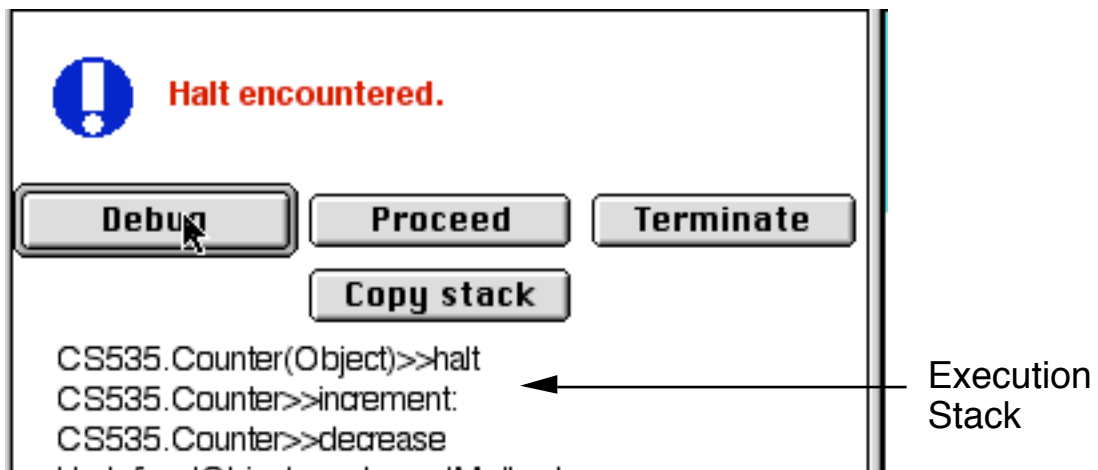 Halt encountered.
Debug Proceed Terminate
Copy stack
CS535.Counter(Object)>>halt
CS535.Counter>>increment:
CS535.Counter>>decrease
Execution
Stack